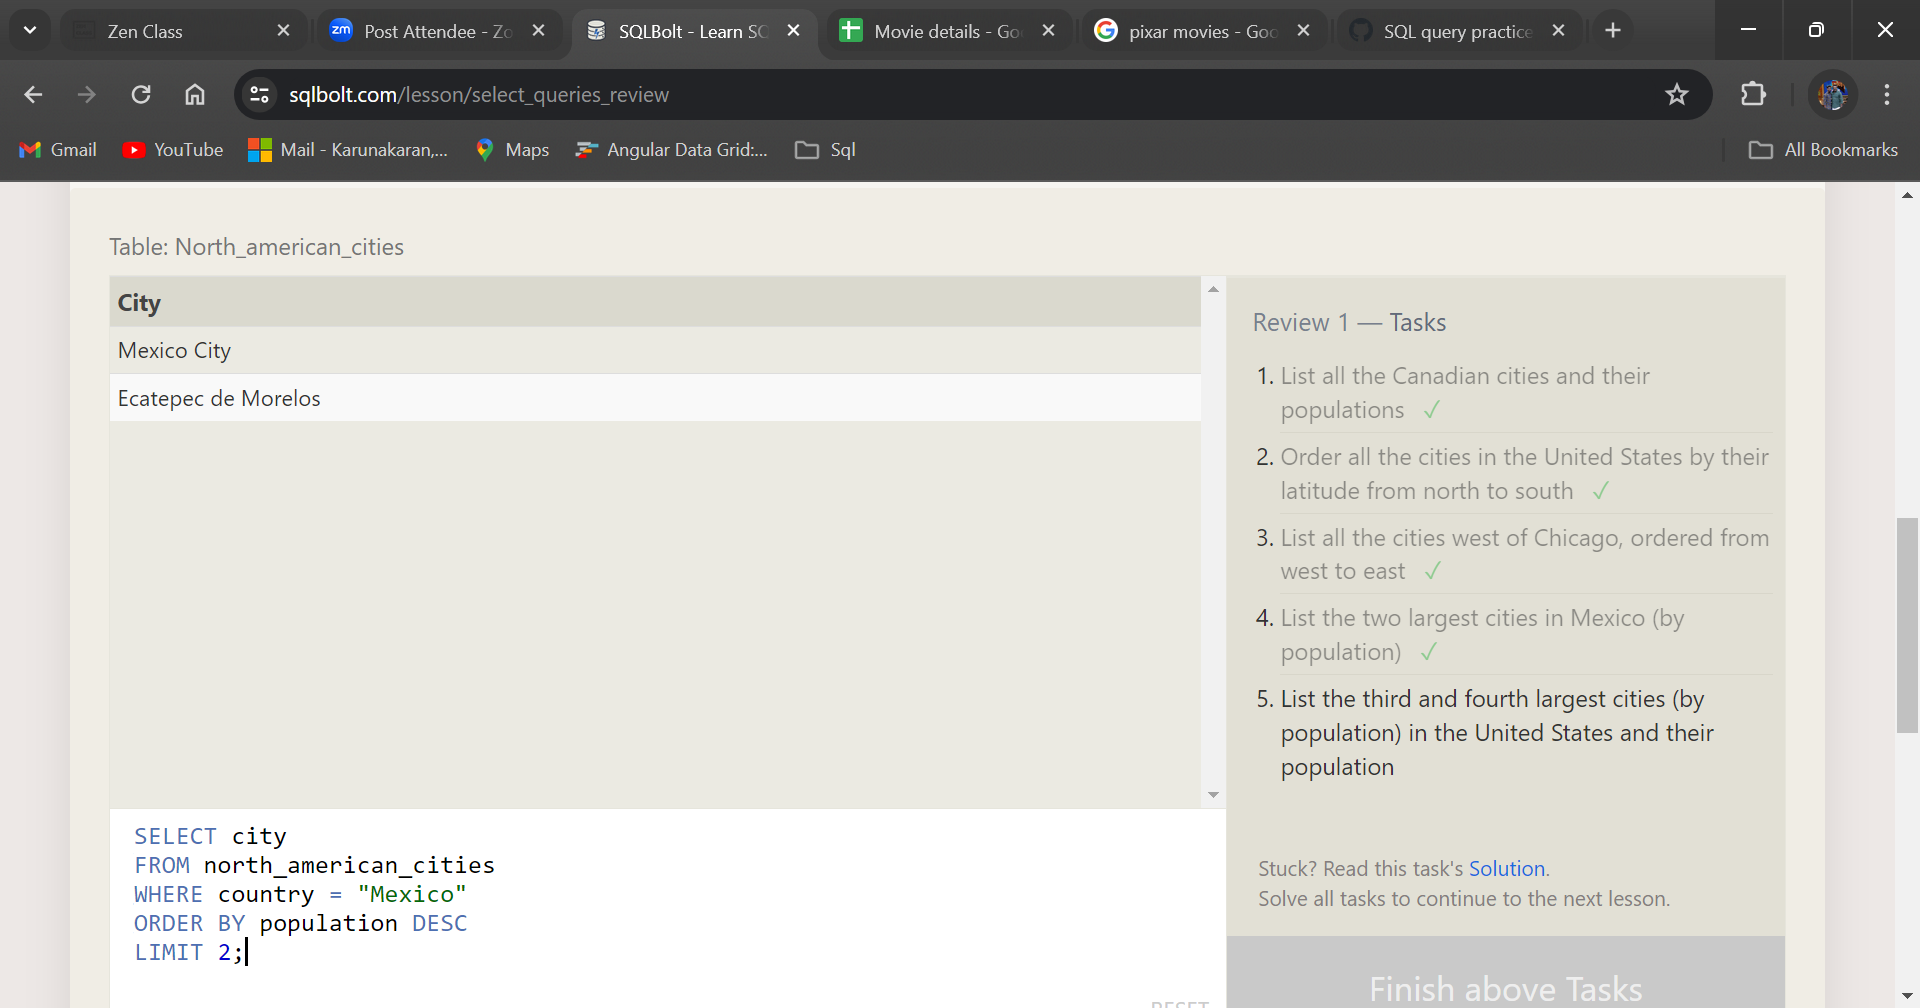 Zen Class
zm Post Attendee - Zo
SQLBolt - Learn SQ
Movie details - Goo
pixar movies - Goo
SQL query practice
sqlbolt.com/lesson/select_queries_review
Gmail
YouTube
Mail - Karunakaran,...
Maps
Angular Data Grid:...
Sql
All Bookmarks
Table: North_american_cities
City
Mexico City
Ecatepec de Morelos
SELECT city
FROM north_american_cities
WHERE country = "Mexico"
ORDER BY population DESC
LIMIT 2;
RESET
Review 1 — Tasks
1. List all the Canadian cities and their
populations ✓
2. Order all the cities in the United States by their
latitude from north to south ✓
3. List all the cities west of Chicago, ordered from
west to east ✓
4. List the two largest cities in Mexico (by
population) ✓
5. List the third and fourth largest cities (by
population) in the United States and their
population
Stuck? Read this task's Solution.
Solve all tasks to continue to the next lesson.
Finish above Tasks